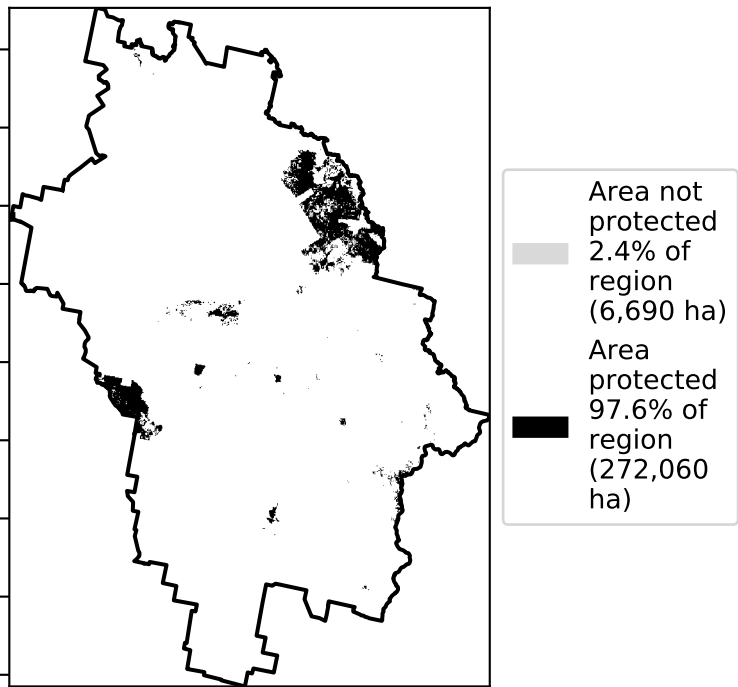 Area not
protected
2.4% of
region
(6,690 ha)
Area
protected
97.6% of
region
(272,060
ha)